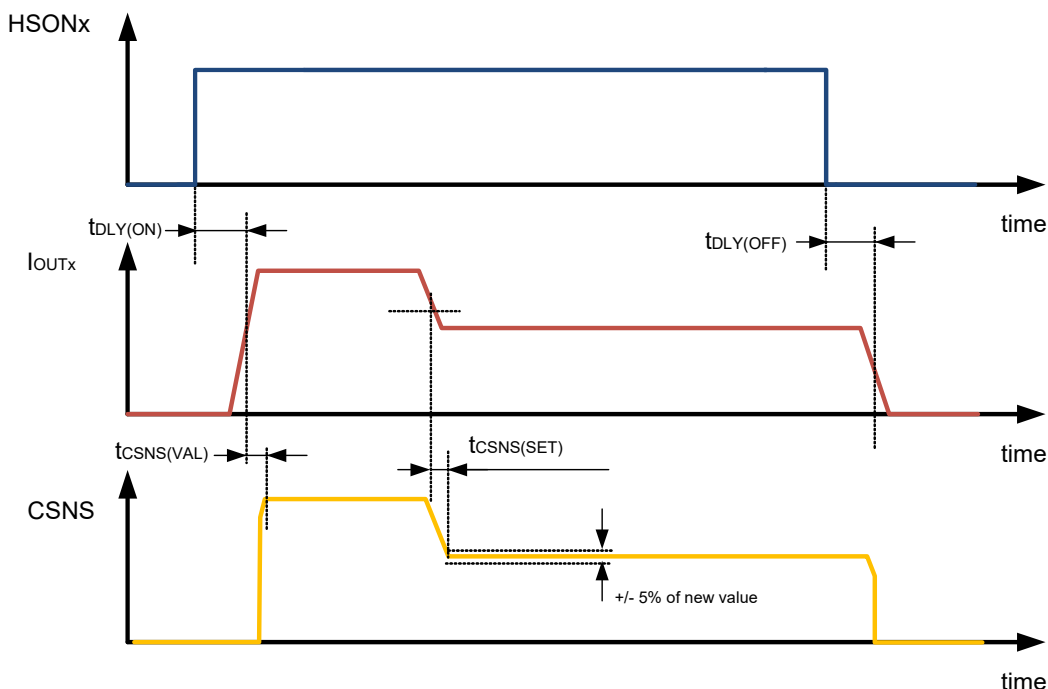 HSONx
time
tDLY(ON)
tDLY(OFF)
IOUTx
time
tCSNS(VAL)
tCSNS(SET)
CSNS
+/- 5% of new value
time